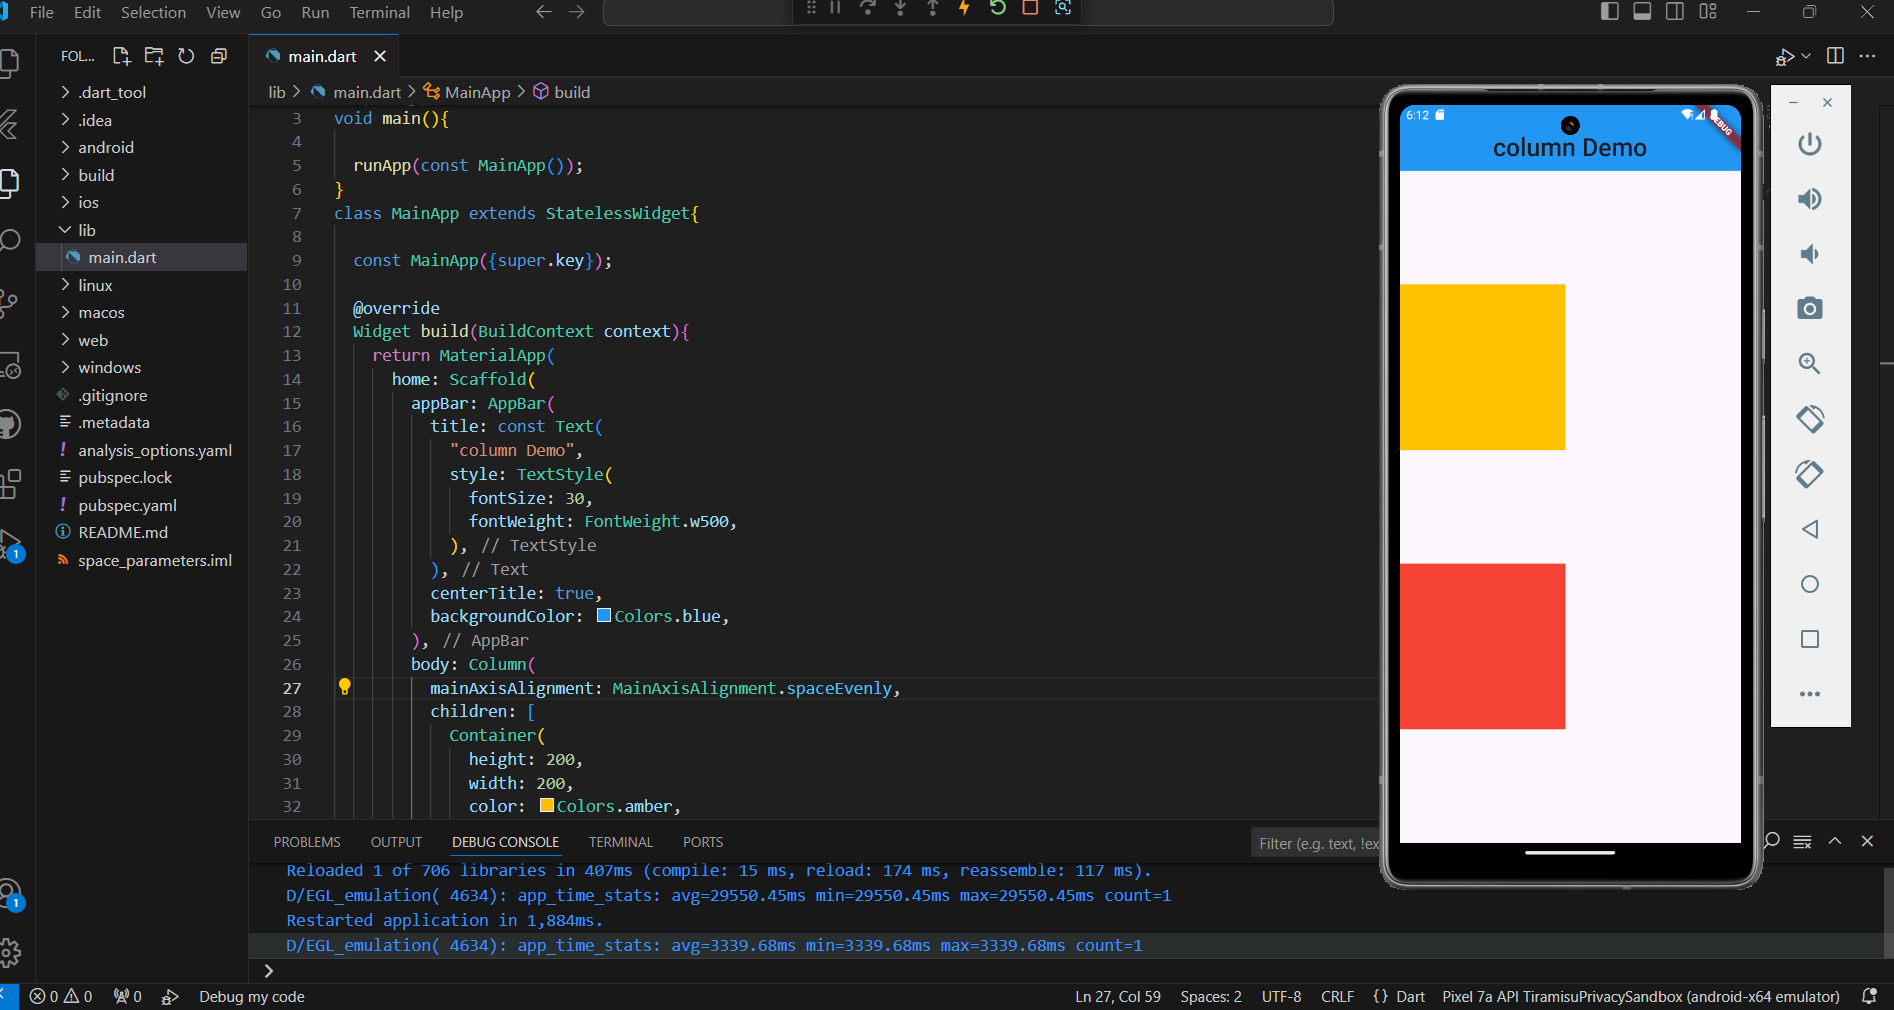 File Edit Selection View Go Run Terminal Help
FOL...
main.dart
lib > main.dart > MainApp > build
.dart_tool
.idea
android
build
ios
lib
main.dart
linux
macos
web
windows
.gitignore
.metadata
! analysis_options.yaml
pubspec.lock
! pubspec.yaml
README.md
space_parameters.iml
1
1
3 void main(){
4
5 runApp(const MainApp());
6 }
7 class MainApp extends StatelessWidget{
8
9 const MainApp({super.key});
10
11 @override
12 Widget build(BuildContext context){
13 return MaterialApp(
14 home: Scaffold(
15 appBar: AppBar(
16 title: const Text(
17 "column Demo",
18 style: TextStyle(
19 fontSize: 30,
20 fontWeight: FontWeight.w500,
21 ), // TextStyle
22 ), // Text
23 centerTitle: true,
24 backgroundColor: Colors.blue,
25 ), // AppBar
26 body: Column(
27 mainAxisAlignment: MainAxisAlignment.spaceEvenly,
28 children: [
29 Container(
30 height: 200,
31 width: 200,
32 color: Colors.amber,
6:12
DEBUG
column Demo
PROBLEMS OUTPUT DEBUG CONSOLE TERMINAL PORTS
Filter (e.g. text, !ex
Reloaded 1 of 706 libraries in 407ms (compile: 15 ms, reload: 174 ms, reassemble: 117 ms).
D/EGL_emulation( 4634): app_time_stats: avg=29550.45ms min=29550.45ms max=29550.45ms count=1
Restarted application in 1,884ms.
D/EGL_emulation( 4634): app_time_stats: avg=3339.68ms min=3339.68ms max=3339.68ms count=1
>
0 0 0 Debug my code Ln 27, Col 59 Spaces: 2 UTF-8 CRLF {} Dart Pixel 7a API TiramisuPrivacySandbox (android-x64 emulator)